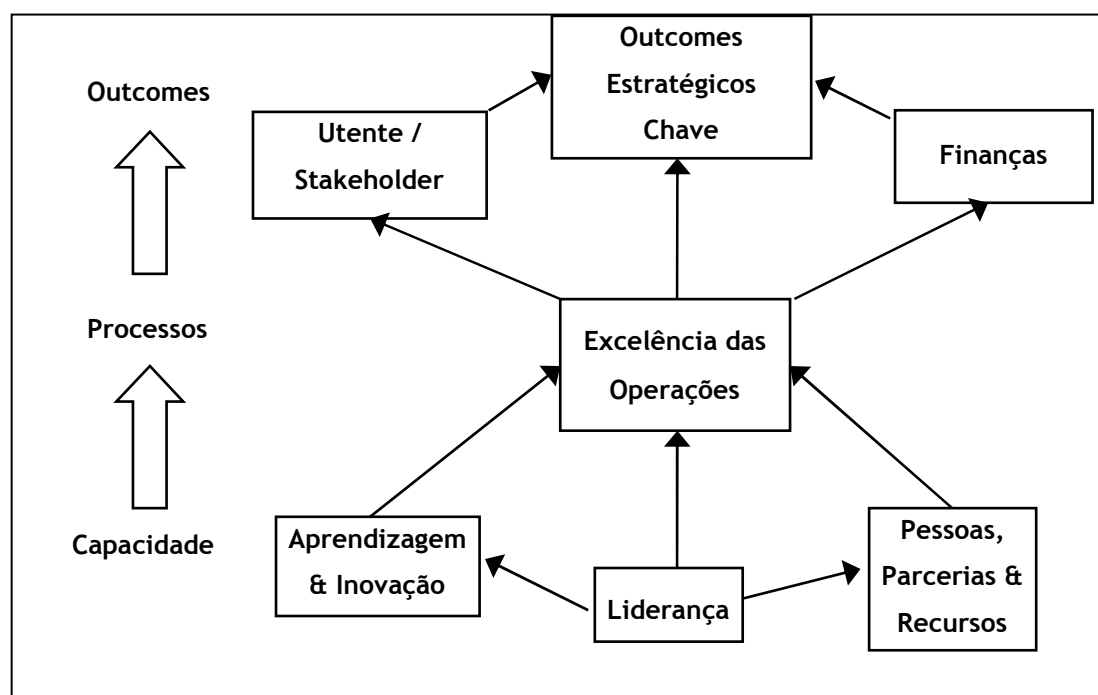 Outcomes
Estratégicos
Chave
Outcomes
Utente /
Stakeholder
Finanças
Processos
Excelência das
Operações
Capacidade
Aprendizagem
& Inovação
Liderança
Pessoas,
Parcerias &
Recursos